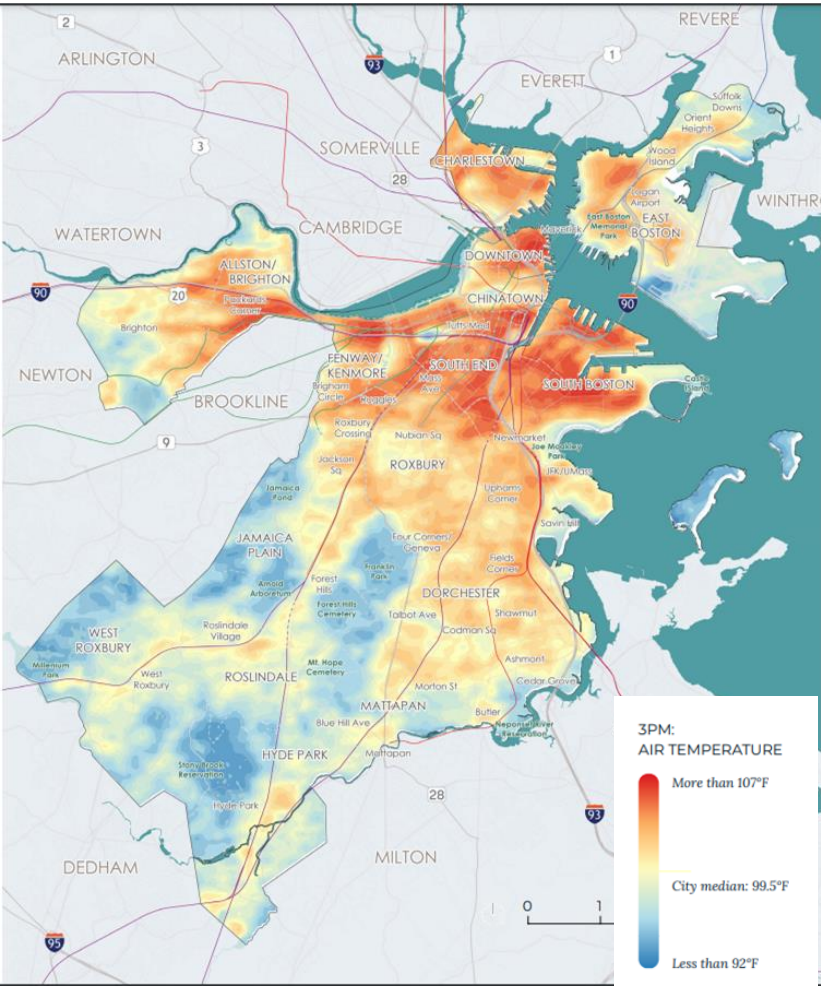 REVERE
2
93
1
ARLINGTON
EVERETT
Suffolk
Downs
Orient
Heights
3
SOMERVILLE
CHARLESTOWN
Wood
Island
28
Logan
Airport
WINTHR
East Boston
Memorial
Park
EAST
BOSTON
WATERTOWN
CAMBRIDGE
Maverick
DOWNTOWN
ALLSTON/
BRIGHTON
90
20
CHINATOWN
90
Packards
Corner
Brighton
Tufts Med
FENWAY/
KENMORE
SOUTH END
NEWTON
Mass
Ave
SOUTH BOSTON
Castle
Island
Brigham
Circle
BROOKLINE
Ruggles
Roxbury
Crossing
Nubian Sq
Newmarket
9
Joe Moakley
Park
Jackson
Sq
ROXBURY
JFK/UMass
Jamaica
Pond
Uphams
Corner
Savin Hill
JAMAICA
PLAIN
Four Corners/
Geneva
Franklin
Park
Fields
Corner
Arnold
Arboretum
Forest
Hills
DORCHESTER
Forest Hills
Cemetery
Talbot Ave
Shawmut
Roslindale
Village
Codman Sq
WEST
ROXBURY
Millenium
Park
Mt. Hope
Cemetery
Ashmont
West
Roxbury
ROSLINDALE
Cedar Grove
Morton St
MATTAPAN
Butler
Blue Hill Ave
Neponset River
Reservation
HYDE PARK
Mattapan
Stony Brook
Reservation
28
Hyde Park
93
DEDHAM
MILTON
0
1
95
3PM:
AIR TEMPERATURE
More than 107°F
City median: 99.5°F
Less than 92°F